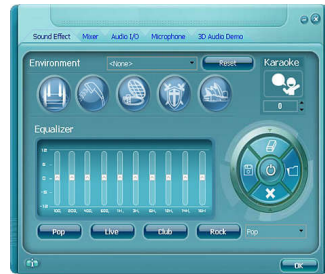 Sound Effect Mixer Audio I/O Microphone 3D Audio Demo
Environment <None> Reset Karaoke
0
Equalizer
Pop Live Club Rock Pop
OK